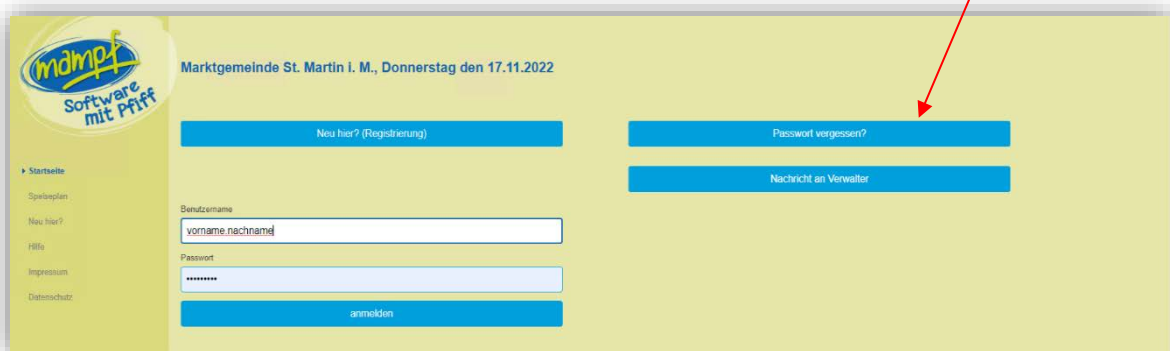 mampf
Software
mit Pfiff
Marktgemeinde St. Martin i. M., Donnerstag den 17.11.2022
Neu hier? (Registrierung)
Passwort vergessen?
Nachricht an Verwalter
Startseite
Speiseplan
Neu hier?
Hilfe
Impressum
Datenschutz
Benutzername
vorname.nachname
Passwort
•••••••••
anmelden